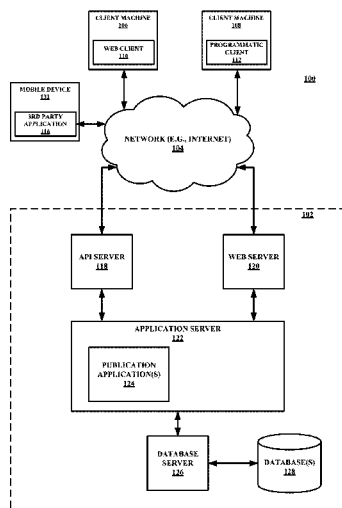 CLIENT MACHINE
106
WEB CLIENT
110
CLIENT MACHINE
108
PROGRAMMATIC
CLIENT
112
100
MOBILE DEVICE
3RD PARTY
APPLICATION
116
NETWORK (E.G., INTERNET)
104
102
API SERVER
118
WEB SERVER
120
APPLICATION SERVER
122
PUBLICATION
APPLICATION(S)
124
DATABASE
SERVER
126
DATABASE(S)
128